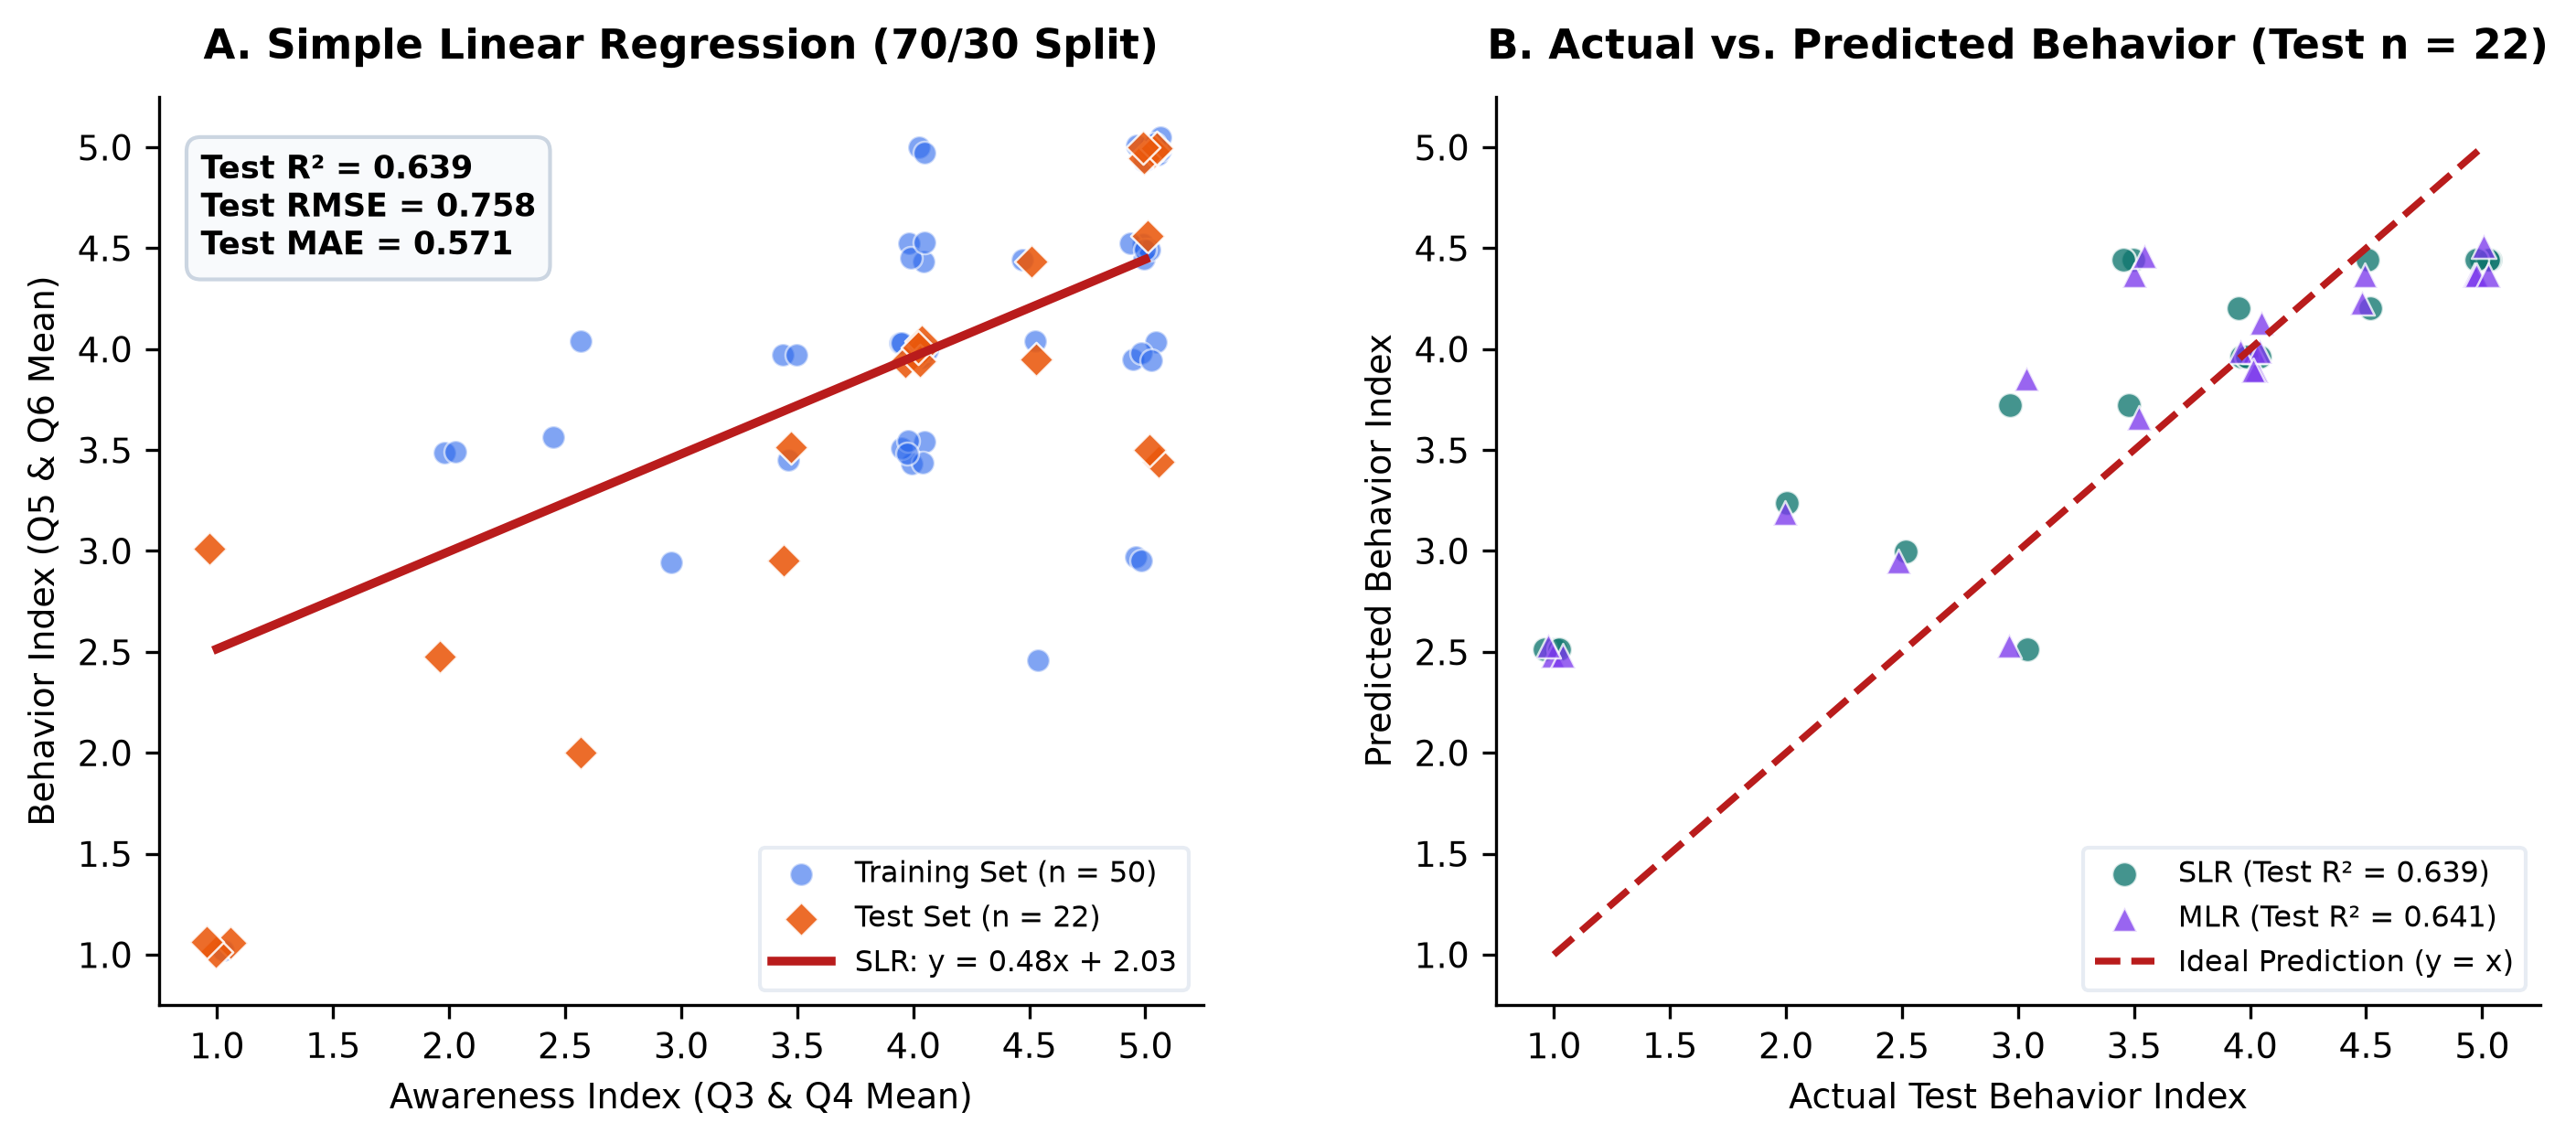 A. Simple Linear Regression (70/30 Split)
Test R² = 0.639
Test RMSE = 0.758
Test MAE = 0.571
Behavior Index (Q5 & Q6 Mean)
5.0
4.5
4.0
3.5
3.0
2.5
2.0
1.5
1.0
Training Set (n = 50)
Test Set (n = 22)
SLR: y = 0.48x + 2.03
1.0 1.5 2.0 2.5 3.0 3.5 4.0 4.5 5.0
Awareness Index (Q3 & Q4 Mean)
B. Actual vs. Predicted Behavior (Test n = 22)
Predicted Behavior Index
5.0
4.5
4.0
3.5
3.0
2.5
2.0
1.5
1.0
SLR (Test R² = 0.639)
MLR (Test R² = 0.641)
Ideal Prediction (y = x)
1.0 1.5 2.0 2.5 3.0 3.5 4.0 4.5 5.0
Actual Test Behavior Index